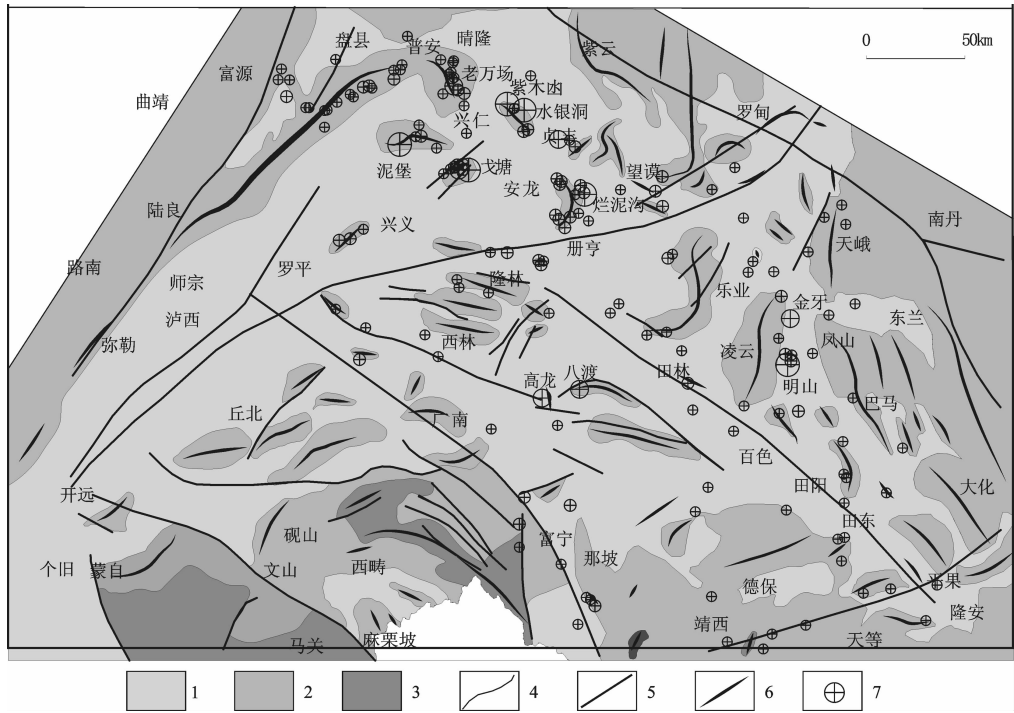 盘县
普安
晴隆
紫云
0 50km
富源
老万场
曲靖
紫木凼
水银洞
罗甸
兴仁
贞丰
泥堡
戈塘
望谟
安龙
烂泥沟
陆良
兴义
册亨
南丹
天峨
路南
罗平
师宗
隆林
乐业
金牙
泸西
东兰
弥勒
西林
凌云
凤山
高龙
八渡
田林
明山
丘北
广南
巴马
百色
开远
田阳
大化
砚山
田东
富宁
那坡
个旧
蒙自
文山
西畴
德保
平果
隆安
靖西
马关
麻栗坡
天等
1 2 3 4 5 6 7